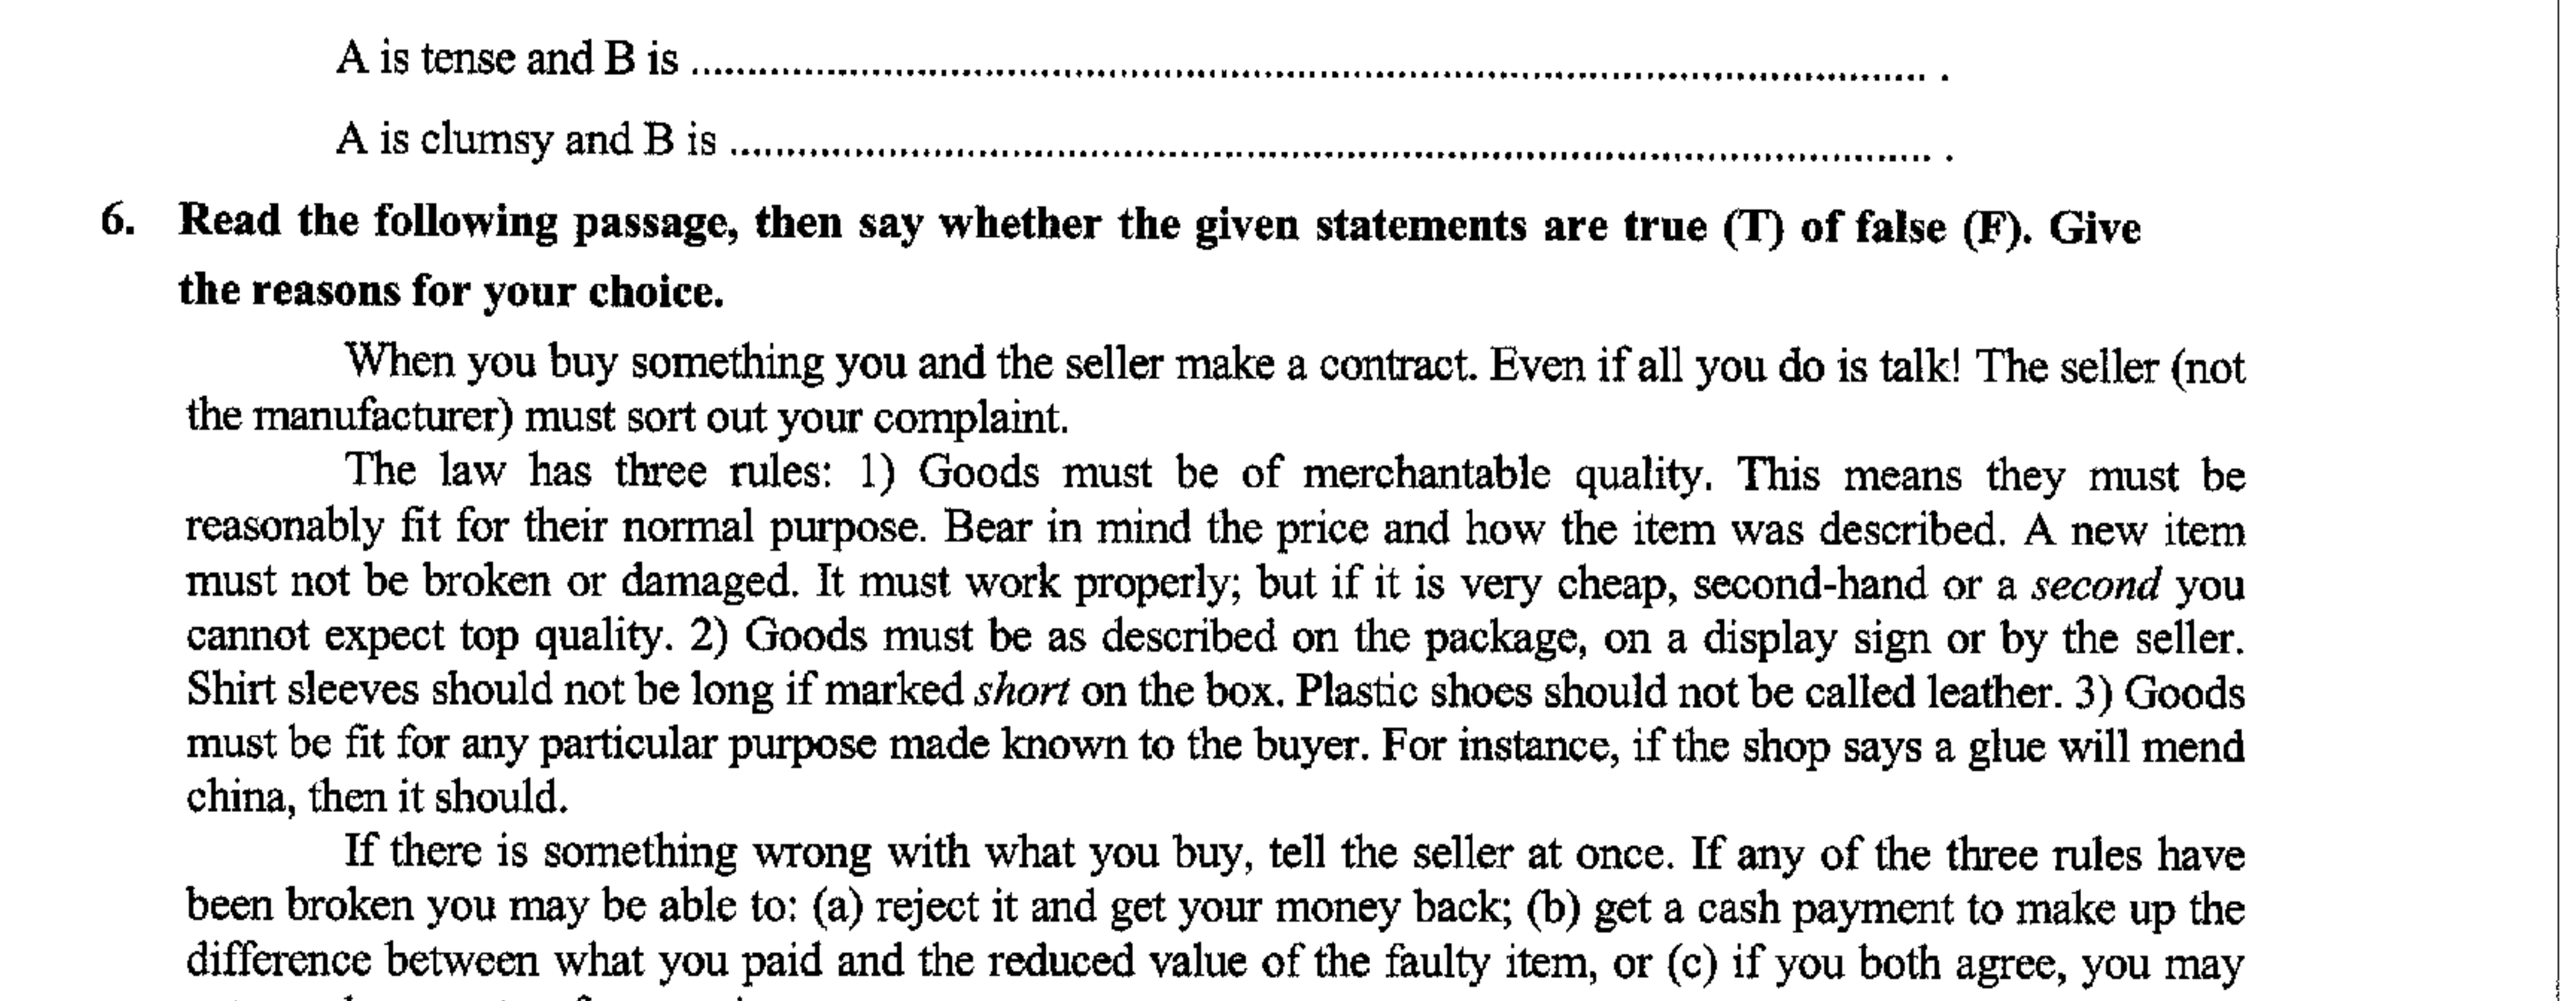 A is tense and B is .................................................................................................................. .
A is clumsy and B is ............................................................................................................... .
6. Read the following passage, then say whether the given statements are true (T) of false (F). Give
the reasons for your choice.
When you buy something you and the seller make a contract. Even if all you do is talk! The seller (not
the manufacturer) must sort out your complaint.
The law has three rules: 1) Goods must be of merchantable quality. This means they must be
reasonably fit for their normal purpose. Bear in mind the price and how the item was described. A new item
must not be broken or damaged. It must work properly; but if it is very cheap, second-hand or a second you
cannot expect top quality. 2) Goods must be as described on the package, on a display sign or by the seller.
Shirt sleeves should not be long if marked short on the box. Plastic shoes should not be called leather. 3) Goods
must be fit for any particular purpose made known to the buyer. For instance, if the shop says a glue will mend
china, then it should.
If there is something wrong with what you buy, tell the seller at once. If any of the three rules have
been broken you may be able to: (a) reject it and get your money back; (b) get a cash payment to make up the
difference between what you paid and the reduced value of the faulty item, or (c) if you both agree, you may